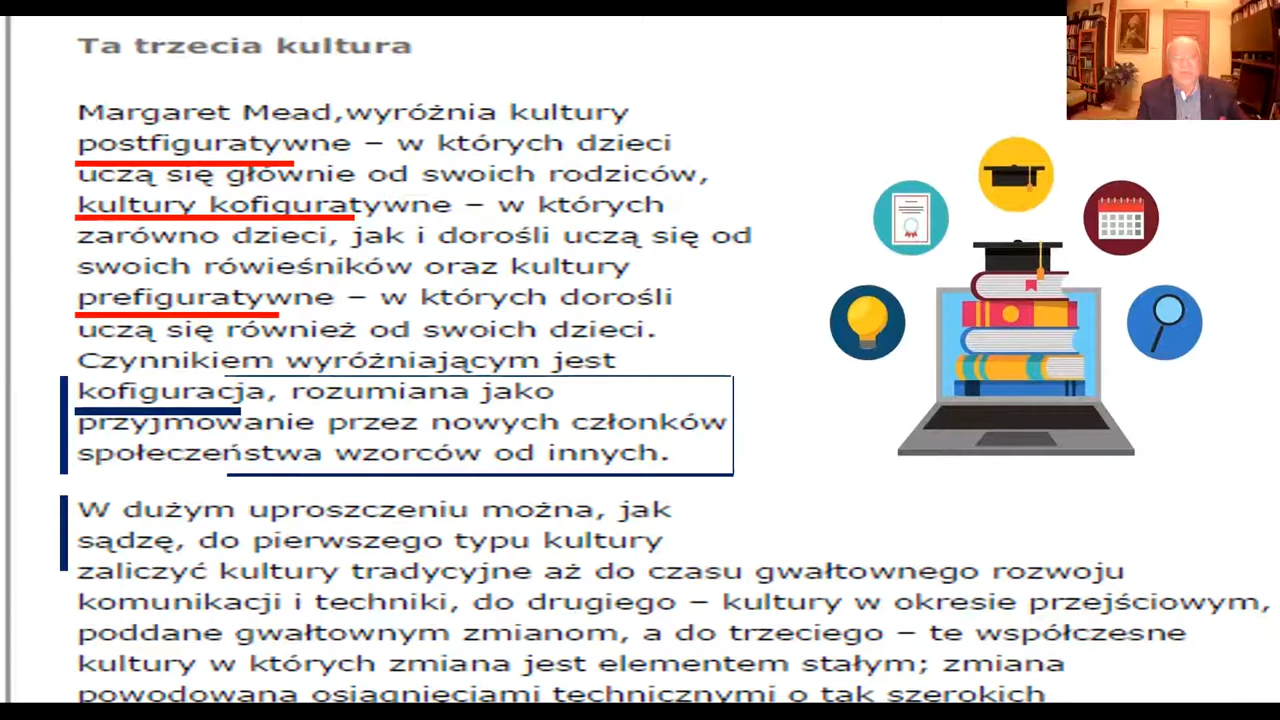 Ta trzecia kultura
Margaret Mead,wyróżnia kultury
postfiguratywne – w których dzieci
uczą się głównie od swoich rodziców,
kultury kofiguratywne – w których
zarówno dzieci, jak i dorośli uczą się od
swoich rówieśników oraz kultury
prefiguratywne – w których dorośli
uczą się również od swoich dzieci.
Czynnikiem wyróżniającym jest
kofiguracja, rozumiana jako
przyjmowanie przez nowych członków
społeczeństwa wzorców od innych.
W dużym uproszczeniu można, jak
sądzę, do pierwszego typu kultury
zaliczyć kultury tradycyjne aż do czasu gwałtownego rozwoju
komunikacji i techniki, do drugiego – kultury w okresie przejściowym,
poddane gwałtownym zmianom, a do trzeciego – te współczesne
kultury w których zmiana jest elementem stałym; zmiana
powodowana osiągnięciami technicznymi o tak szerokich